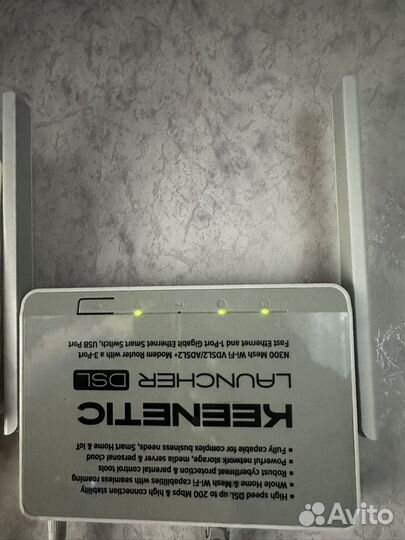 N300 Mesh Wi-Fi VDSL2/ADSL2+ Modem Router with a 3-Port
Fast Ethernet and 1-Port Gigabit Ethernet Smart Switch, USB Port
LAUNCHER DSL
KEENETIC
▪ Fully capable for complex business needs, Smart Home & IoT
▪ Powerful network storage, media server & personal cloud
▪ Robust cyberthreat protection & parental control tools
▪ Whole Home & Mesh Wi-Fi capabilities with seamless roaming
▪ High speed DSL up to 200 Mbps & high connection stability
Avito